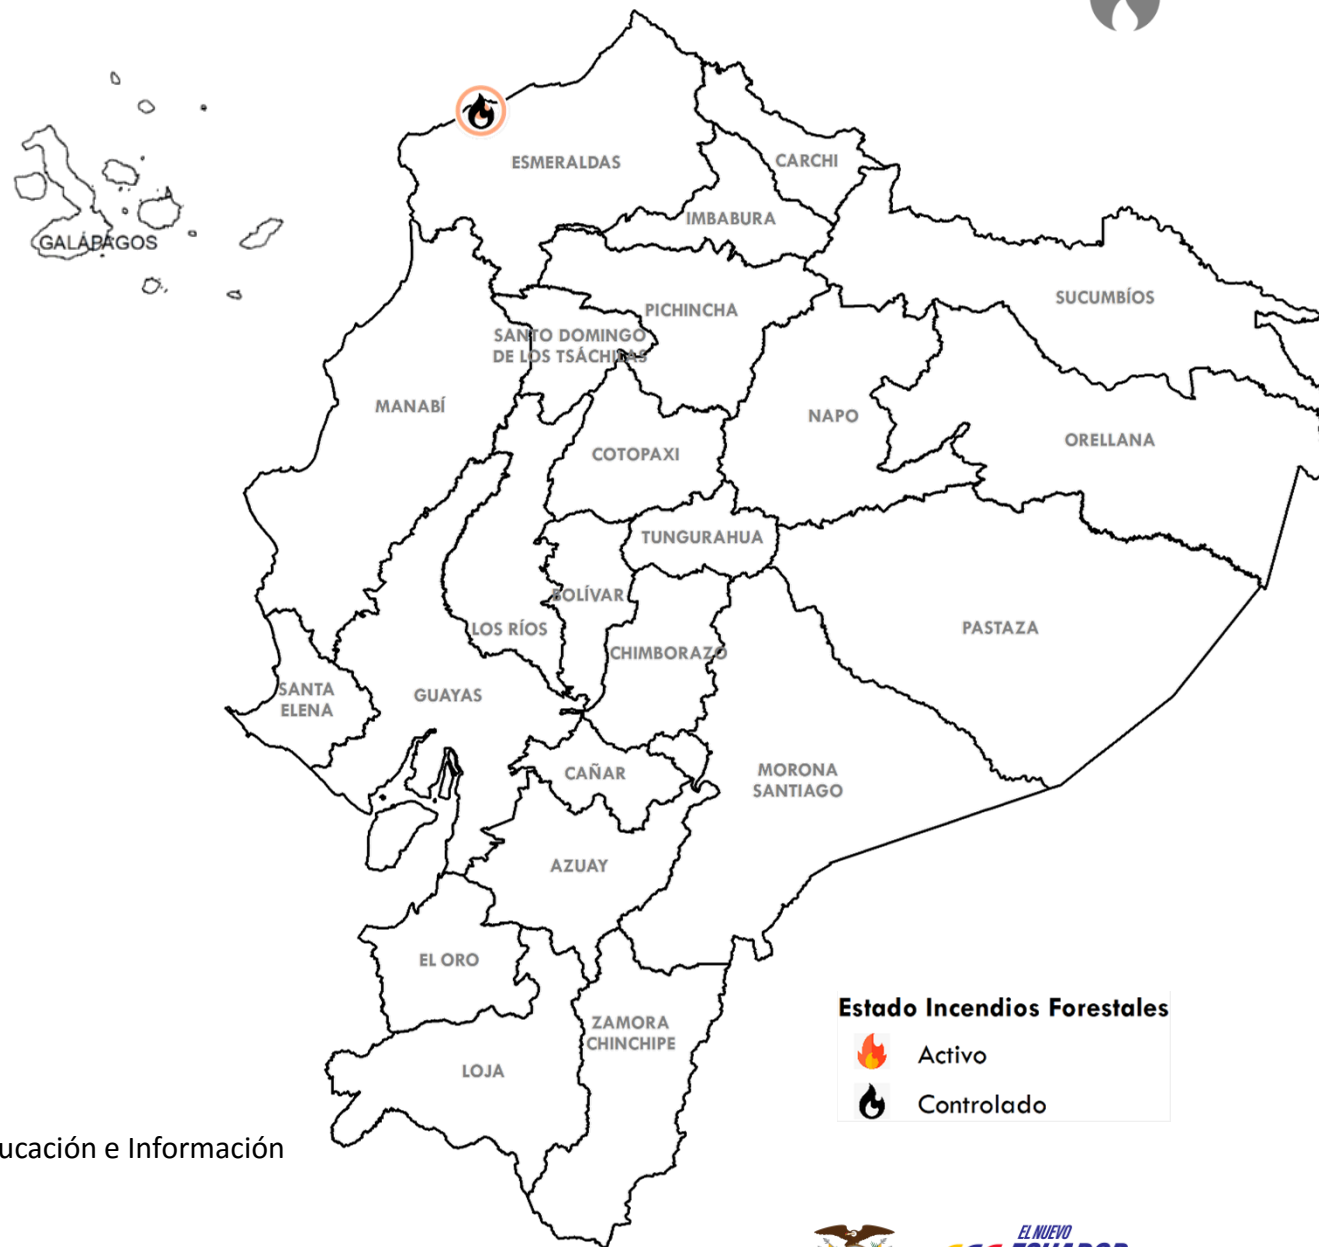 ESMERALDAS
CARCHI
IMBABURA
GALÁPAGOS
SUCUMBÍOS
PICHINCHA
SANTO DOMINGO
DE LOS TSÁCHILAS
MANABÍ
NAPO
ORELLANA
COTOPAXI
TUNGURAHUA
BOLÍVAR
LOS RÍOS
PASTAZA
CHIMBORAZO
SANTA
ELENA
GUAYAS
CAÑAR
MORONA
SANTIAGO
AZUAY
EL ORO
ZAMORA
CHINCHIPE
LOJA
Estado Incendios Forestales
Activo
Controlado
ucación e Información
EL NUEVO
ECUADOR